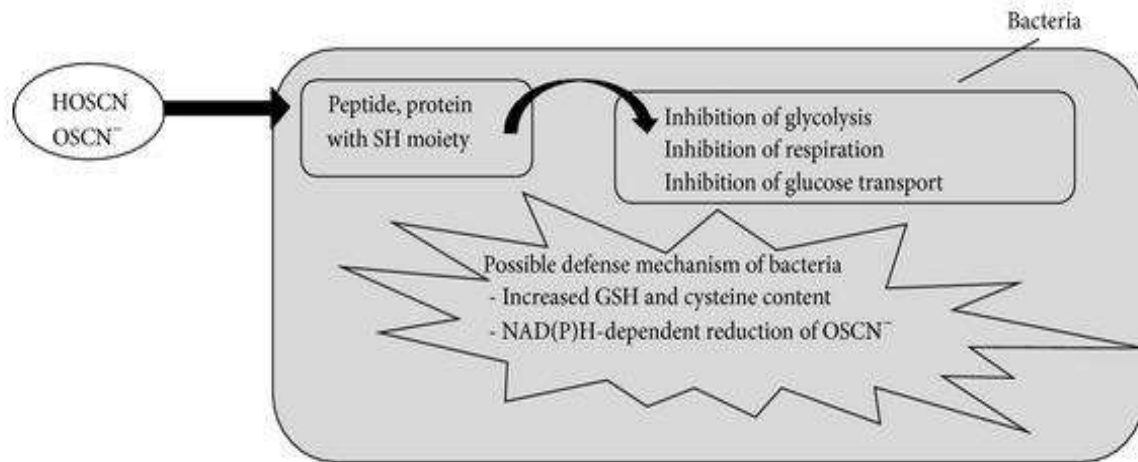 Bacteria
HOSCN
OSCN⁻
Peptide, protein
with SH moiety
Inhibition of glycolysis
Inhibition of respiration
Inhibition of glucose transport
Possible defense mechanism of bacteria
- Increased GSH and cysteine content
- NAD(P)H-dependent reduction of OSCN⁻